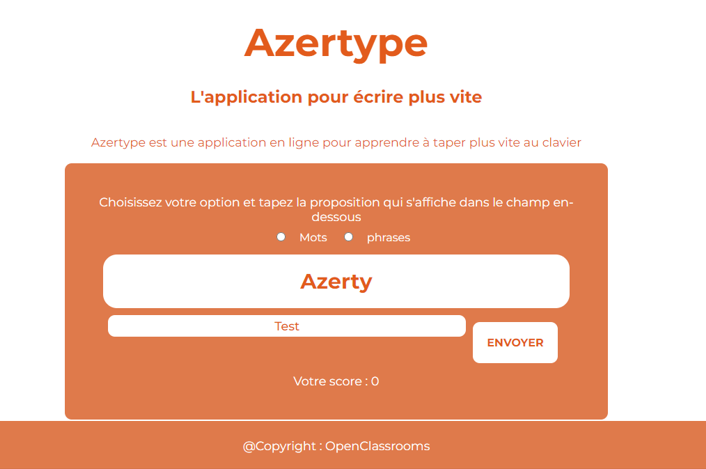 Azertype
L'application pour écrire plus vite
Azertype est une application en ligne pour apprendre à taper plus vite au clavier
Choisissez votre option et tapez la proposition qui s'affiche dans le champ en-
dessous
Mots phrases
Azerty
Test
ENVOYER
Votre score : 0
@Copyright : OpenClassrooms